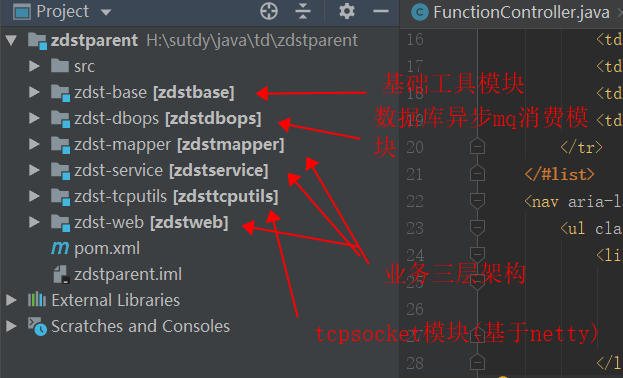 Project
FunctionController.java
zdstparent H:\sutdy\java\td\zdstparent
src
zdst-base [zdstbase]
zdst-dbops [zdstdbops]
zdst-mapper [zdstmapper]
zdst-service [zdstservice]
zdst-tcputils [zdsttcputils]
zdst-web [zdstweb]
pom.xml
zdstparent.iml
External Libraries
Scratches and Consoles
基础工具模块
数据库异步mq消费模
块
业务三层架构
tcpsocket模块(基于netty)
16 <td
17 <td
18 <td
19 <td
20 </tr>
21 </#list>
22 <nav aria-l
23 <ul cla
24 <li
25
26
27
28 </l